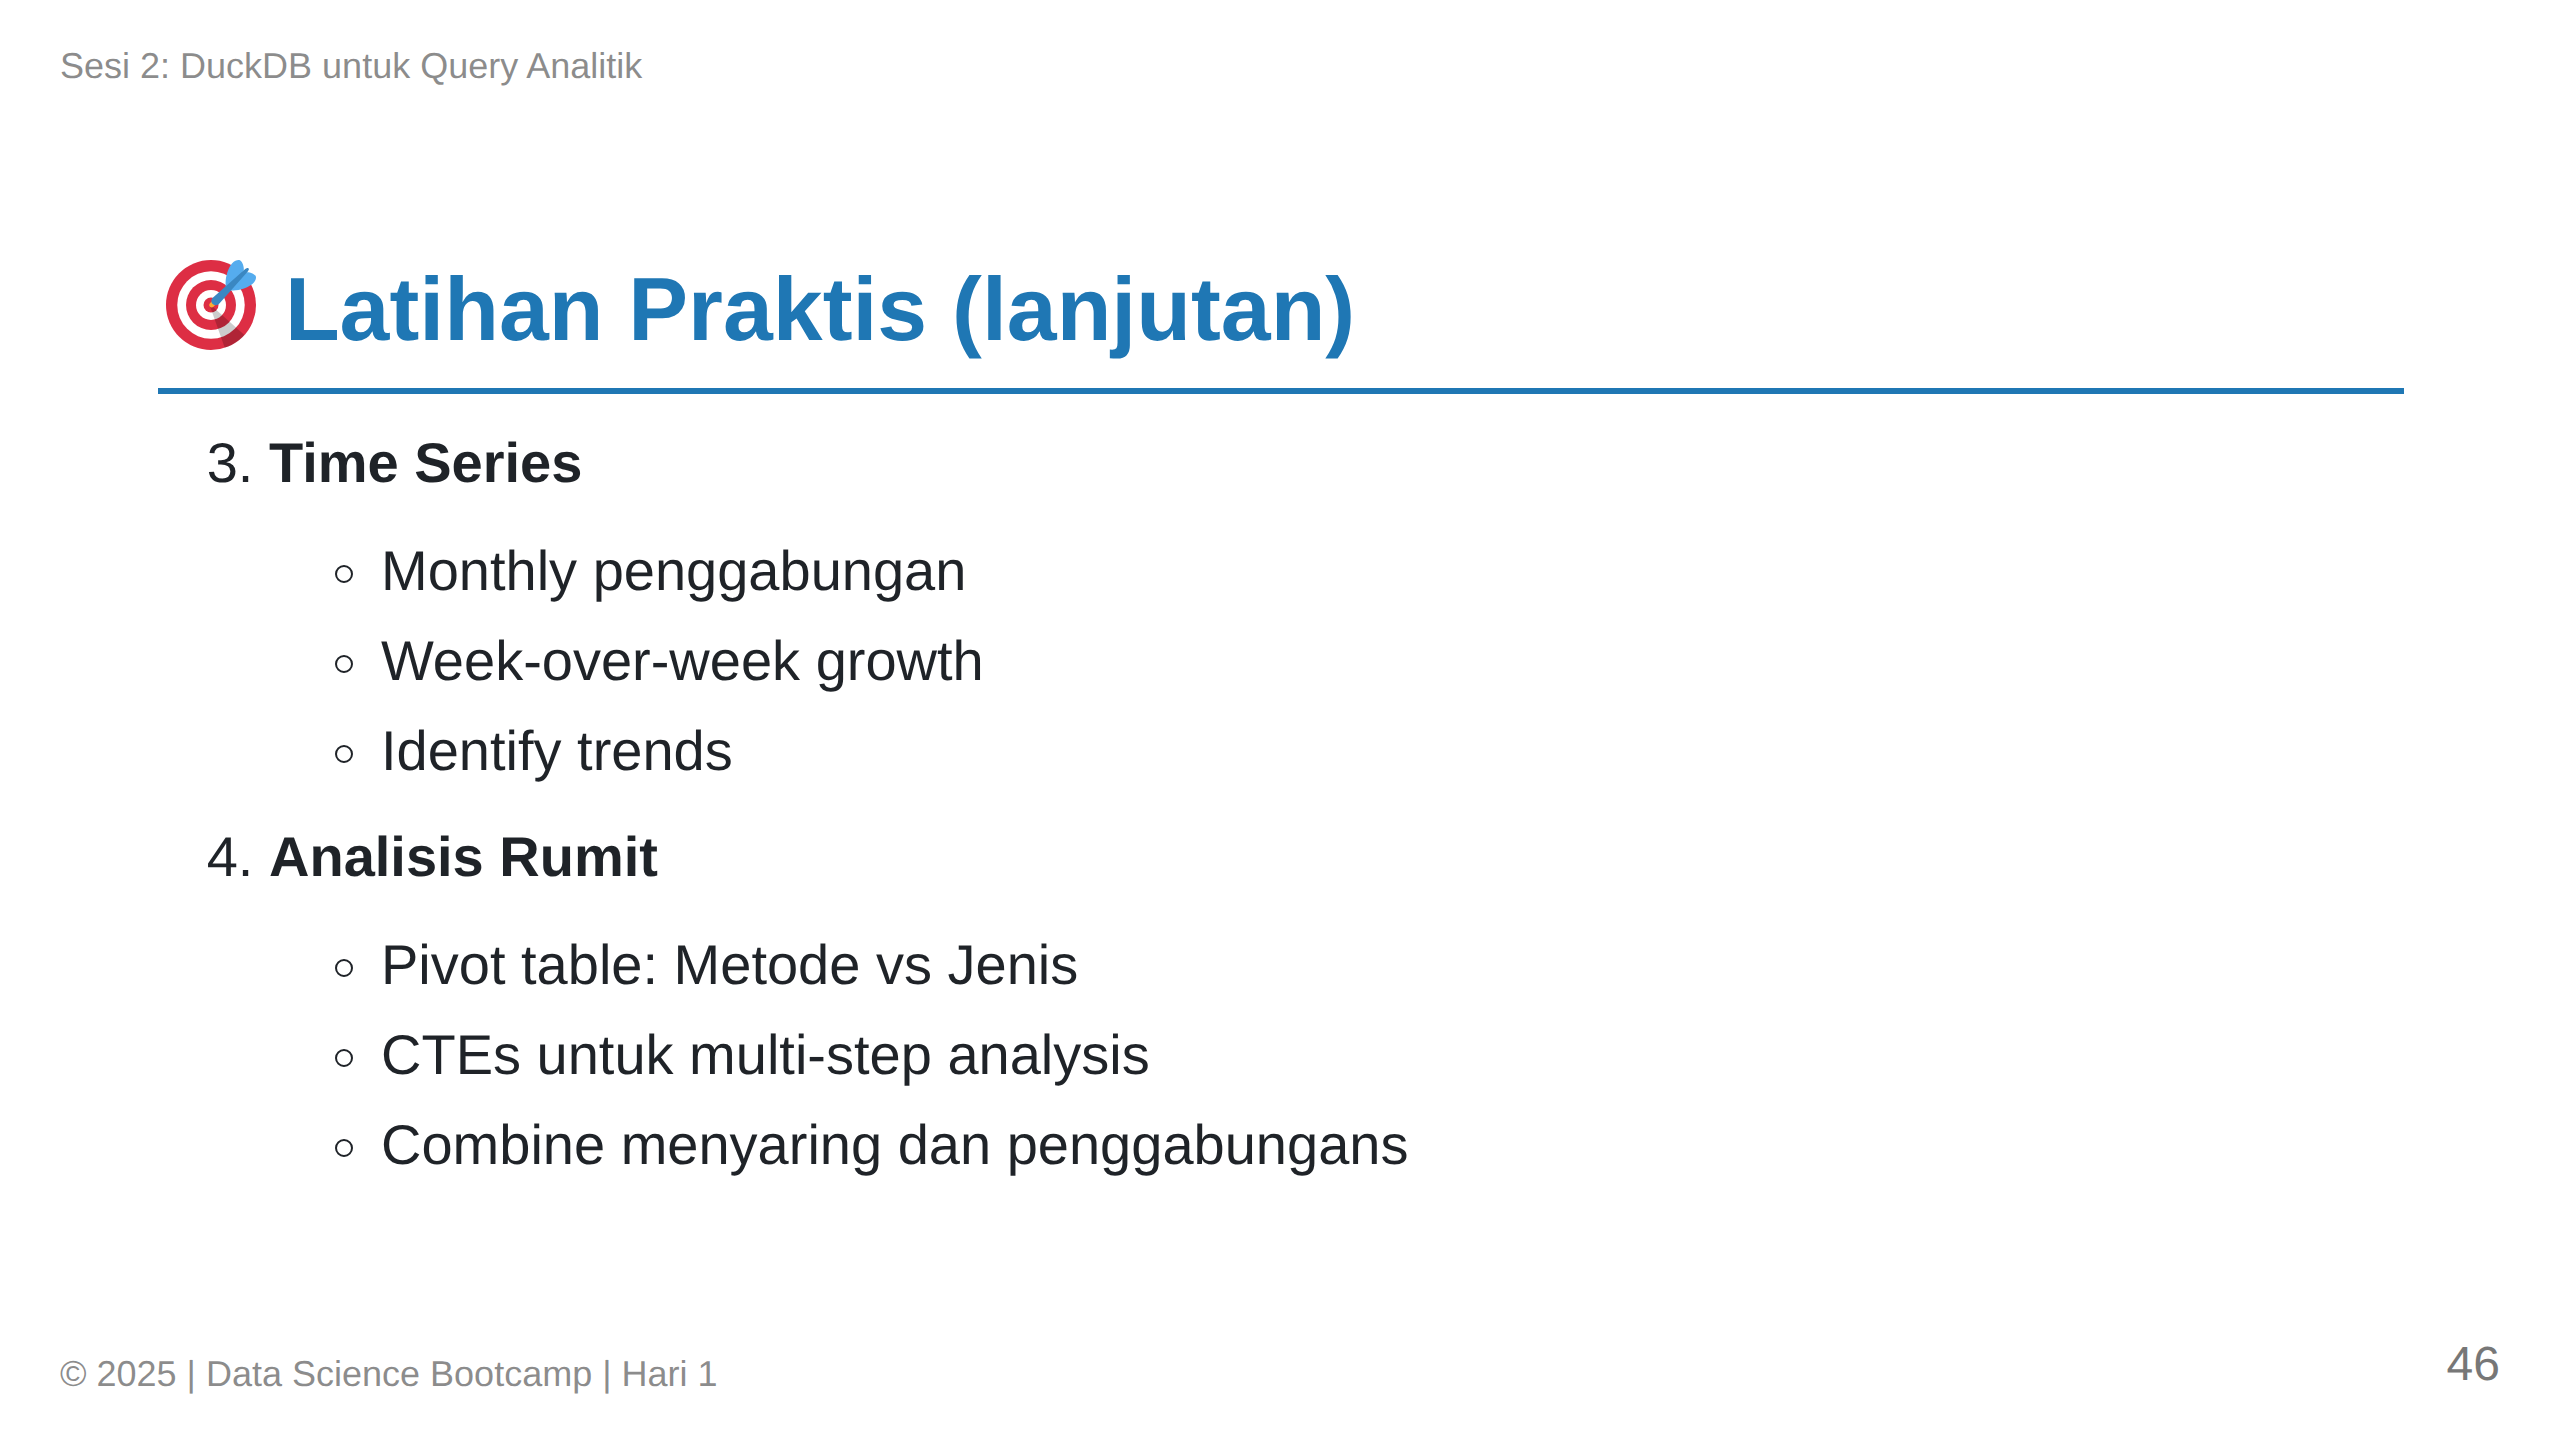 Sesi 2: DuckDB untuk Query Analitik
Latihan Praktis (lanjutan)
3. Time Series
Monthly penggabungan
Week-over-week growth
Identify trends
4. Analisis Rumit
Pivot table: Metode vs Jenis
CTEs untuk multi-step analysis
Combine menyaring dan penggabungans
© 2025 | Data Science Bootcamp | Hari 1
46